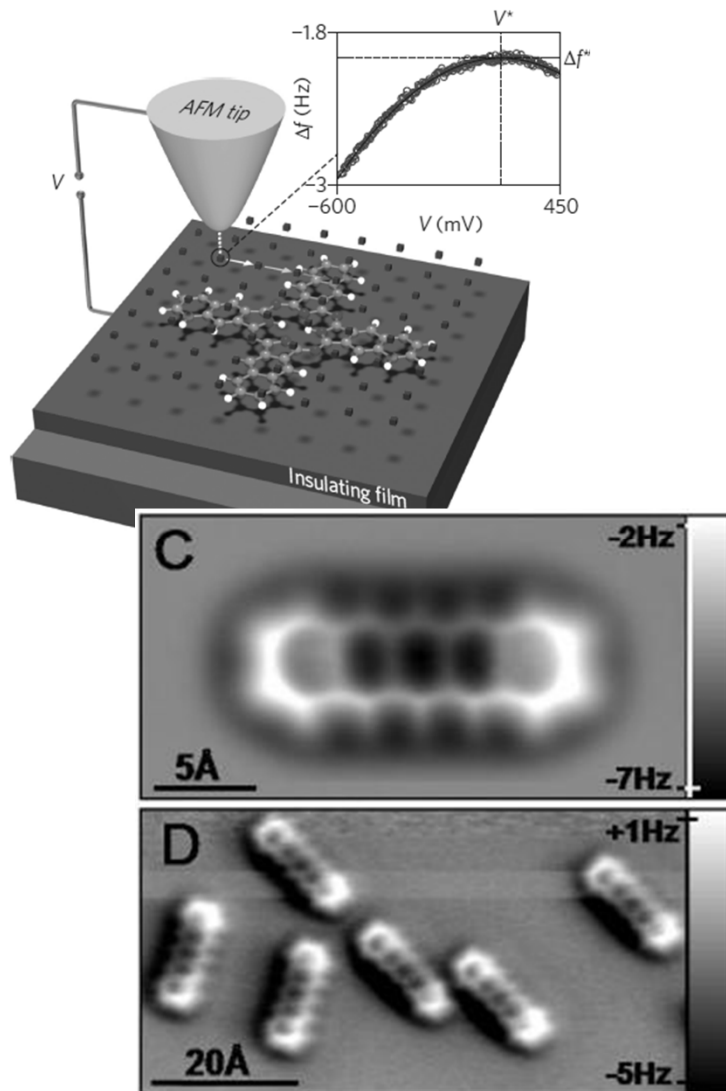 V*
−1.8
Δf*
AFM tip
Δf (Hz)
V
−3
−600
450
V (mV)
Insulating film
C
−2Hz
5Å
−7Hz
D
+1Hz
20Å
−5Hz